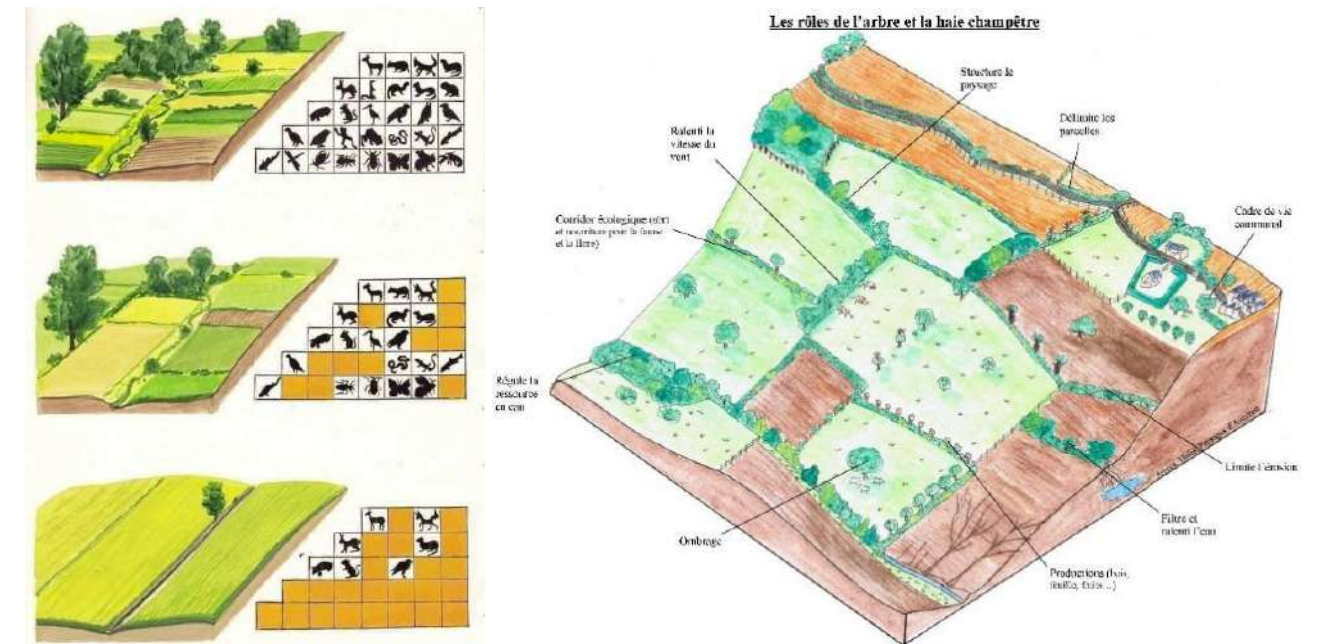 Les rôles de l'arbre et la haie champêtre
Structure le
paysage
Délimite les
parcelles
Ralenti la
vitesse du
vent
Cadre de vie
communal
Corridor écologique (abri
et nourriture pour la faune
et la flore)
Régule la
ressource
en eau
Limite l'érosion
Filtre et
ralenti l'eau
Ombrage
Productions (bois,
feuille, fruits ...)